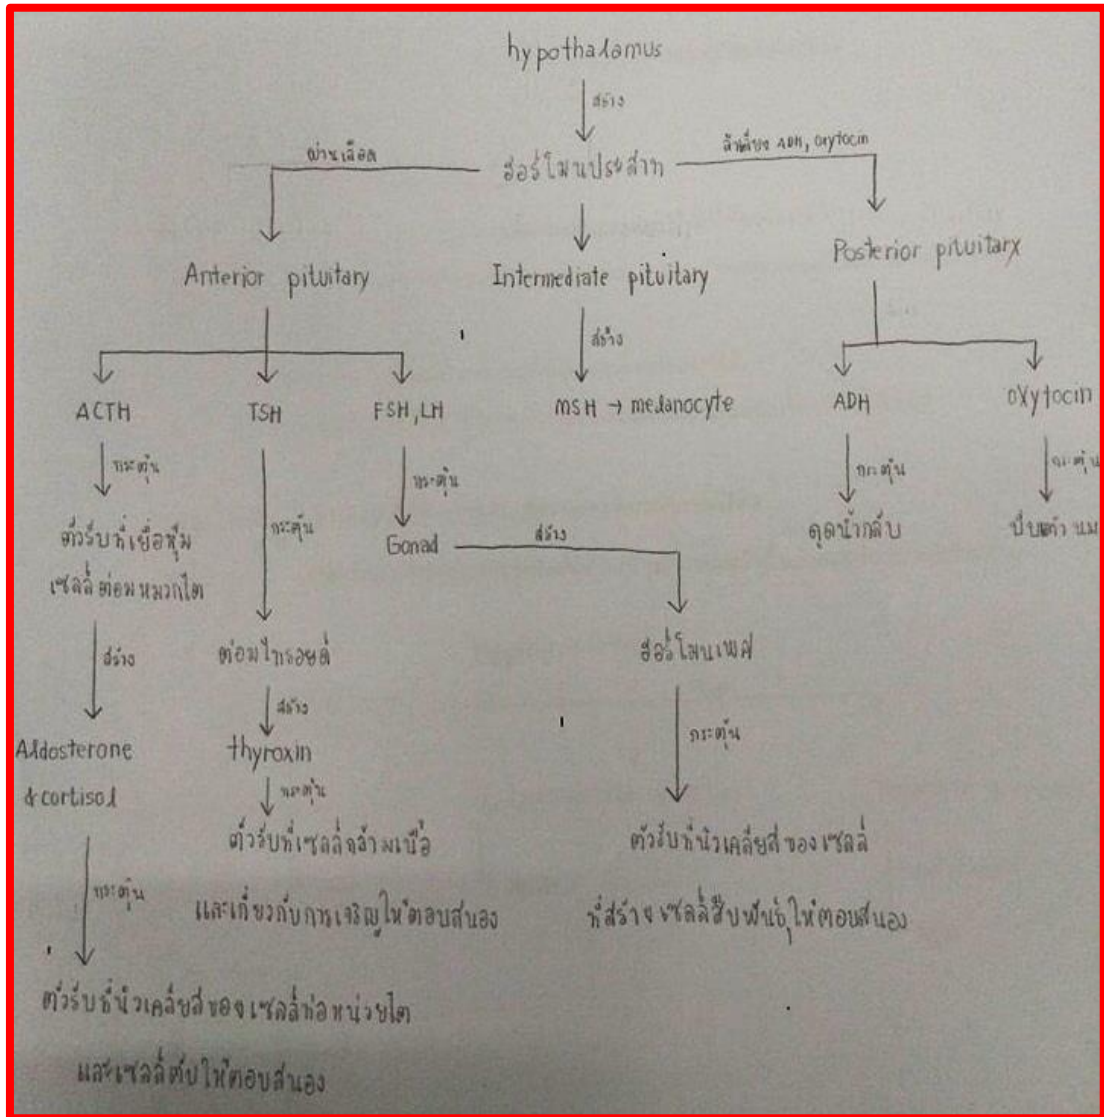 hypothalamus
สร้าง
ผ่านเลือด
ฮอร์โมนประสาท
ลำเลียง ADH, oxytocin
Anterior pituitary
Intermediate pituitary
Posterior pituitary
สร้าง
ACTH
TSH
FSH, LH
MSH → melanocyte
ADH
oxytocin
กระตุ้น
กระตุ้น
กระตุ้น
กระตุ้น
กระตุ้น
ตัวรับที่เยื่อหุ้ม
เซลล์ต่อมหมวกไต
Gonad
สร้าง
ดูดน้ำกลับ
บีบเต้านม
สร้าง
ต่อมไทรอยด์
ฮอร์โมนเพศ
สร้าง
Aldosterone
& cortisol
thyroxin
กระตุ้น
กระตุ้น
ตัวรับที่เซลล์กล้ามเนื้อ
และเกี่ยวกับการเจริญให้ตอบสนอง
ตัวรับที่นิวเคลียสของเซลล์
ที่สร้างเซลล์สืบพันธุ์ให้ตอบสนอง
กระตุ้น
ตัวรับที่นิวเคลียสของเซลล์ท่อหน่วยไต
และเซลล์ตับให้ตอบสนอง